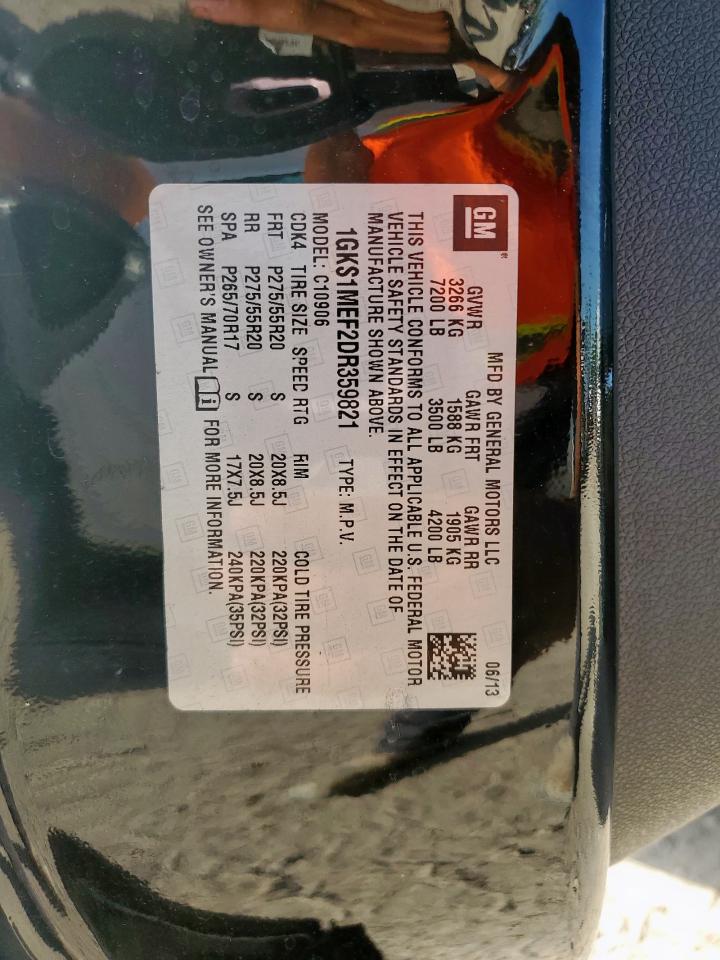 GM®
MFD BY GENERAL MOTORS LLC 06/13
GVWR GAWR FRT GAWR RR
3266 KG 1588 KG 1905 KG
7200 LB 3500 LB 4200 LB
THIS VEHICLE CONFORMS TO ALL APPLICABLE U.S. FEDERAL MOTOR
VEHICLE SAFETY STANDARDS IN EFFECT ON THE DATE OF
MANUFACTURE SHOWN ABOVE.
1GKS1MEF2DR359821 TYPE: M.P.V.
MODEL: C10906
CDK4 TIRE SIZE SPEED RTG RIM COLD TIRE PRESSURE
FRT P275/55R20 S 20X8.5J 220KPA(32PSI)
RR P275/55R20 S 20X8.5J 220KPA(32PSI)
SPA P265/70R17 S 17X7.5J 240KPA(35PSI)
SEE OWNER'S MANUAL i FOR MORE INFORMATION.